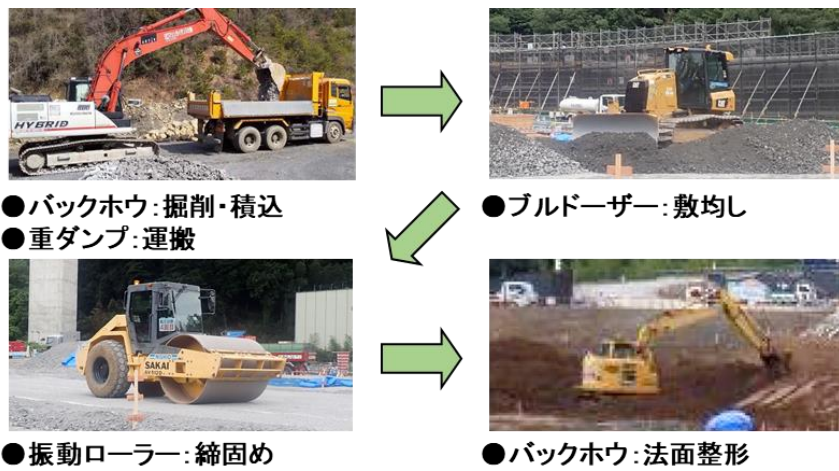 HYBRID
●バックホウ:掘削・積込
●重ダンプ:運搬
●ブルドーザー:敷均し
SAKAI
●振動ローラー:締固め
●バックホウ:法面整形